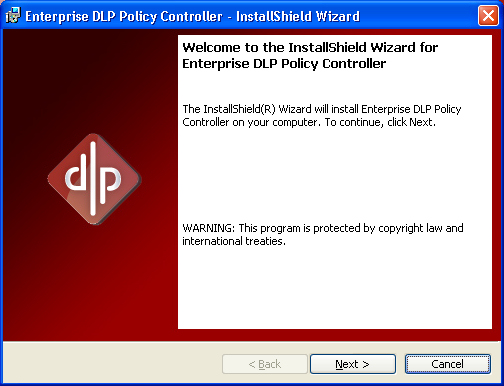 Enterprise DLP Policy Controller - InstallShield Wizard
Welcome to the InstallShield Wizard for
Enterprise DLP Policy Controller
The InstallShield(R) Wizard will install Enterprise DLP Policy
Controller on your computer. To continue, click Next.
dlp
WARNING: This program is protected by copyright law and
international treaties.
< Back
Next >
Cancel